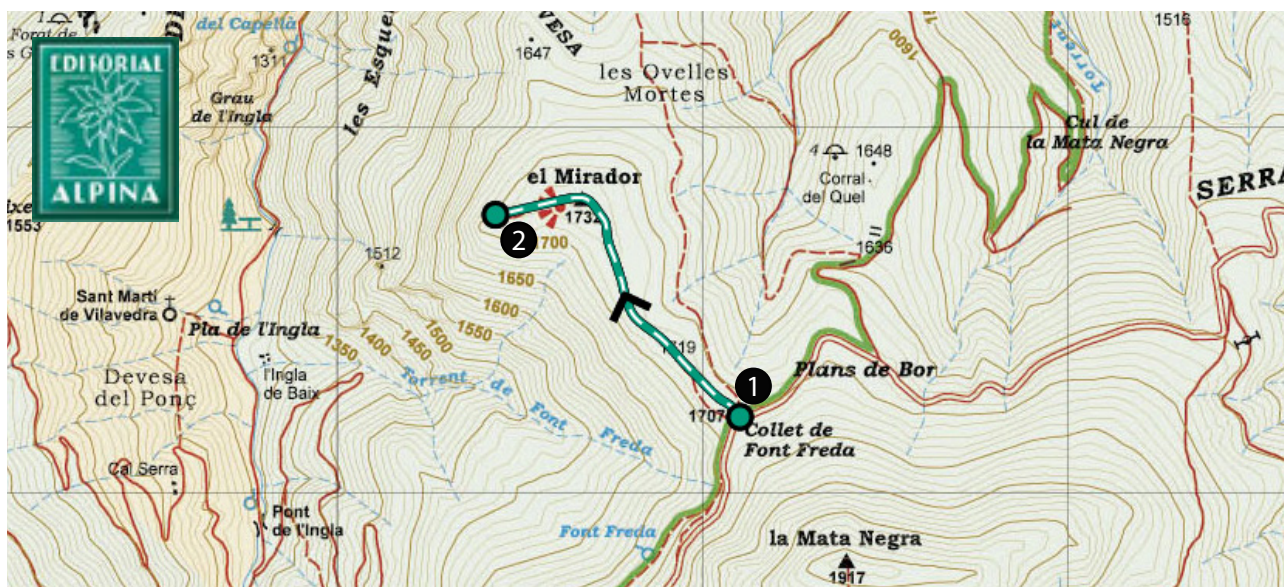 del Capellà
1311
Forat de
EDITORIAL
ALPINA
Grau
de l'ingla
les Esquer
1647
VESA
les Ovelles
Mortes
1600
Torrent
1516
Cul de
la Mata Negra
4
1648
Corral
del Quel
SERRA
el Mirador
1732
2
1700
1553
1512
1650
1600
1550
1500
1450
1400
1350
1636
Sant Martí
de Vilavedra
Pla de l'Ingla
l'Ingla
de Baix
Devesa
del Ponç
Torrent de Font Freda
1719
1
Plans de Bor
1707
Collet de
Font Freda
Cal Serra
Pont
de l'Ingla
Font Freda
la Mata Negra
1917